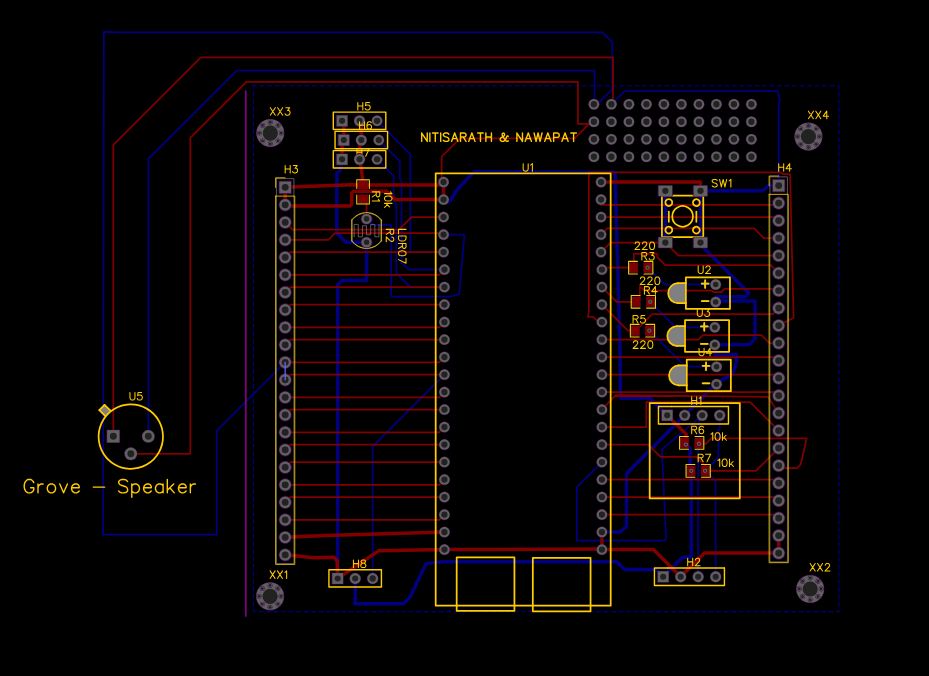 H5
XX3
H6
XX4
NITISARATH & NAWAPAT
H7
U1
H3
H4
SW1
R1
10k
R2
LDR07
220
R3
U2
+
−
220
R4
U3
+
−
R5
220
U4
+
−
U5
H1
R6
10k
R7
10k
Grove - Speaker
H8
H2
XX1
XX2